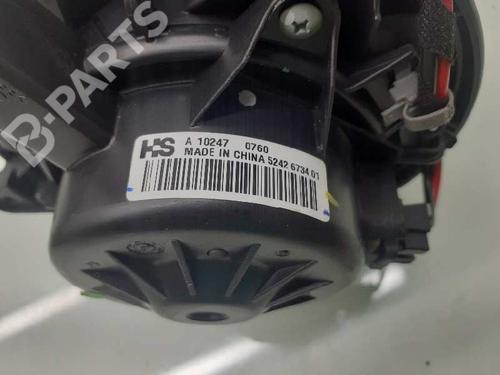 B-PARTS
HS A 10247 0760
MADE IN CHINA 5242 6734 01